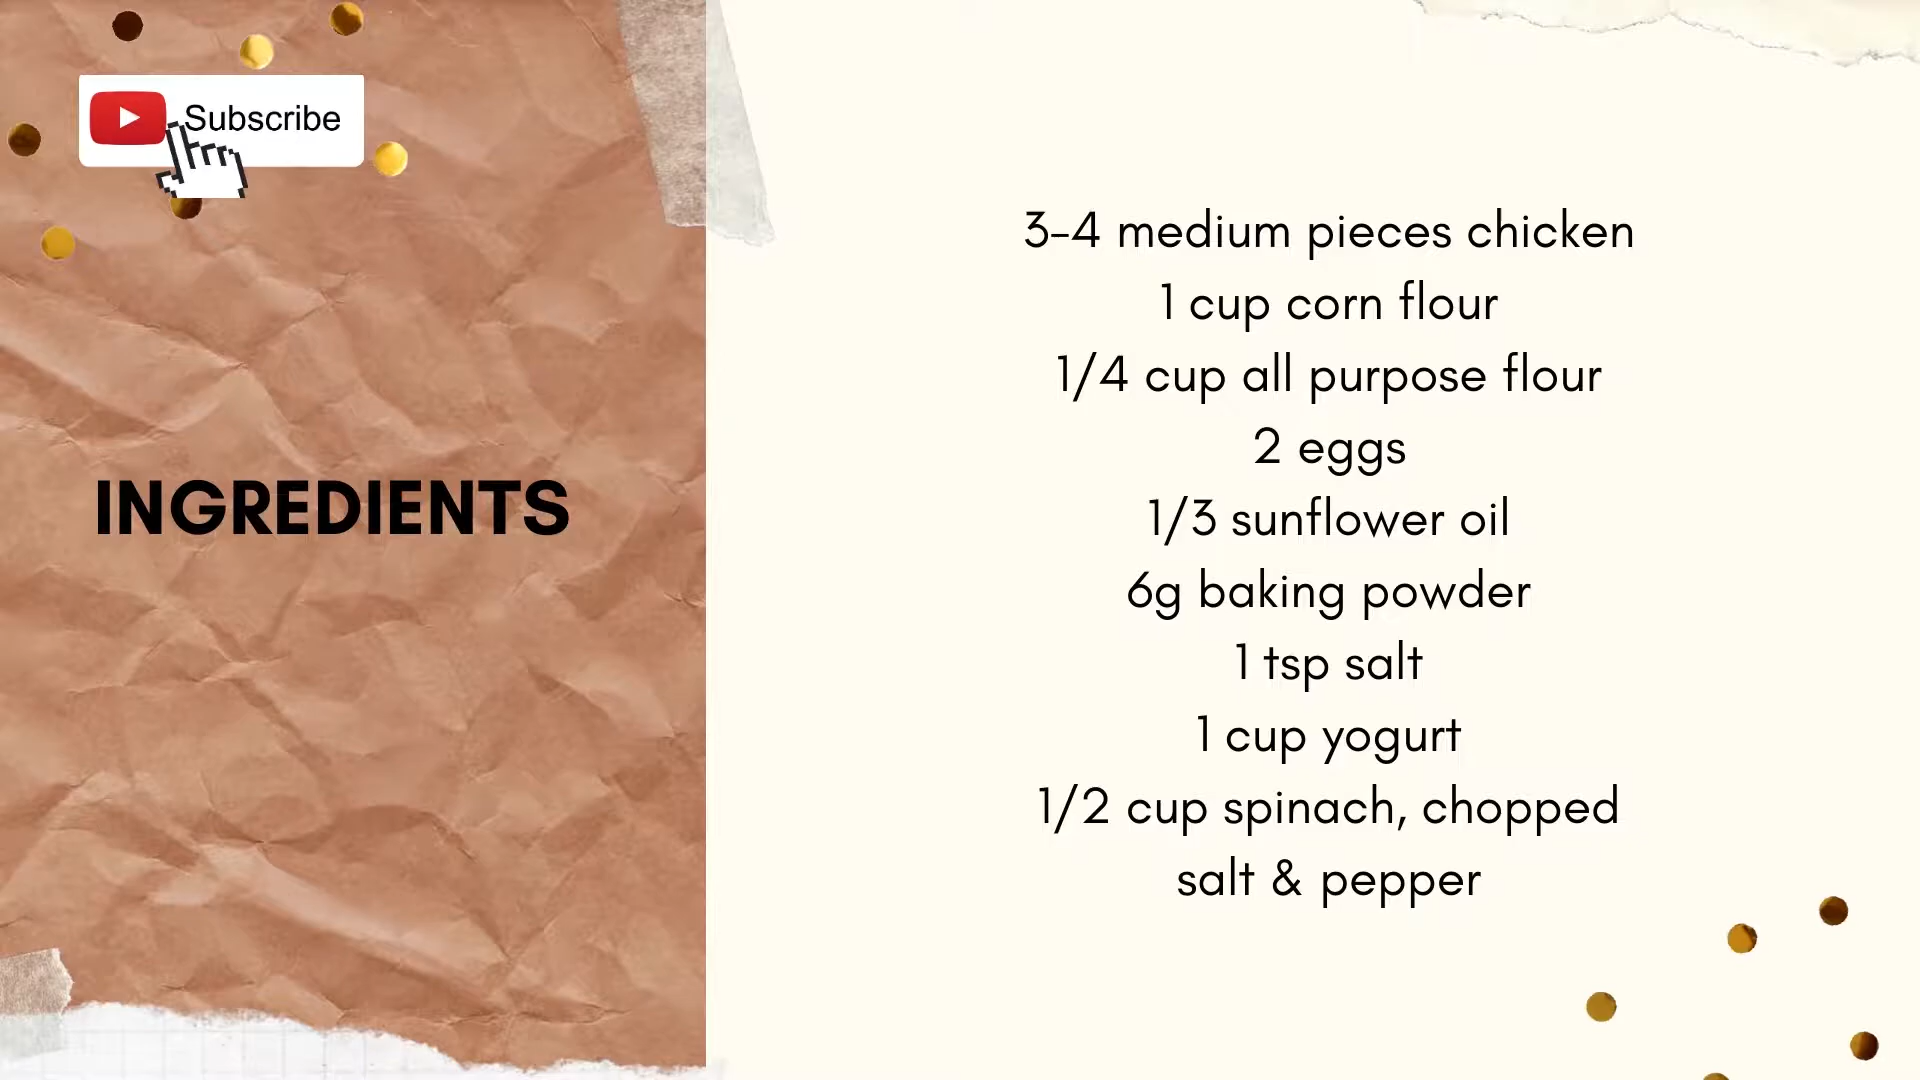 Subscribe
INGREDIENTS
3-4 medium pieces chicken
1 cup corn flour
1/4 cup all purpose flour
2 eggs
1/3 sunflower oil
6g baking powder
1 tsp salt
1 cup yogurt
1/2 cup spinach, chopped
salt & pepper